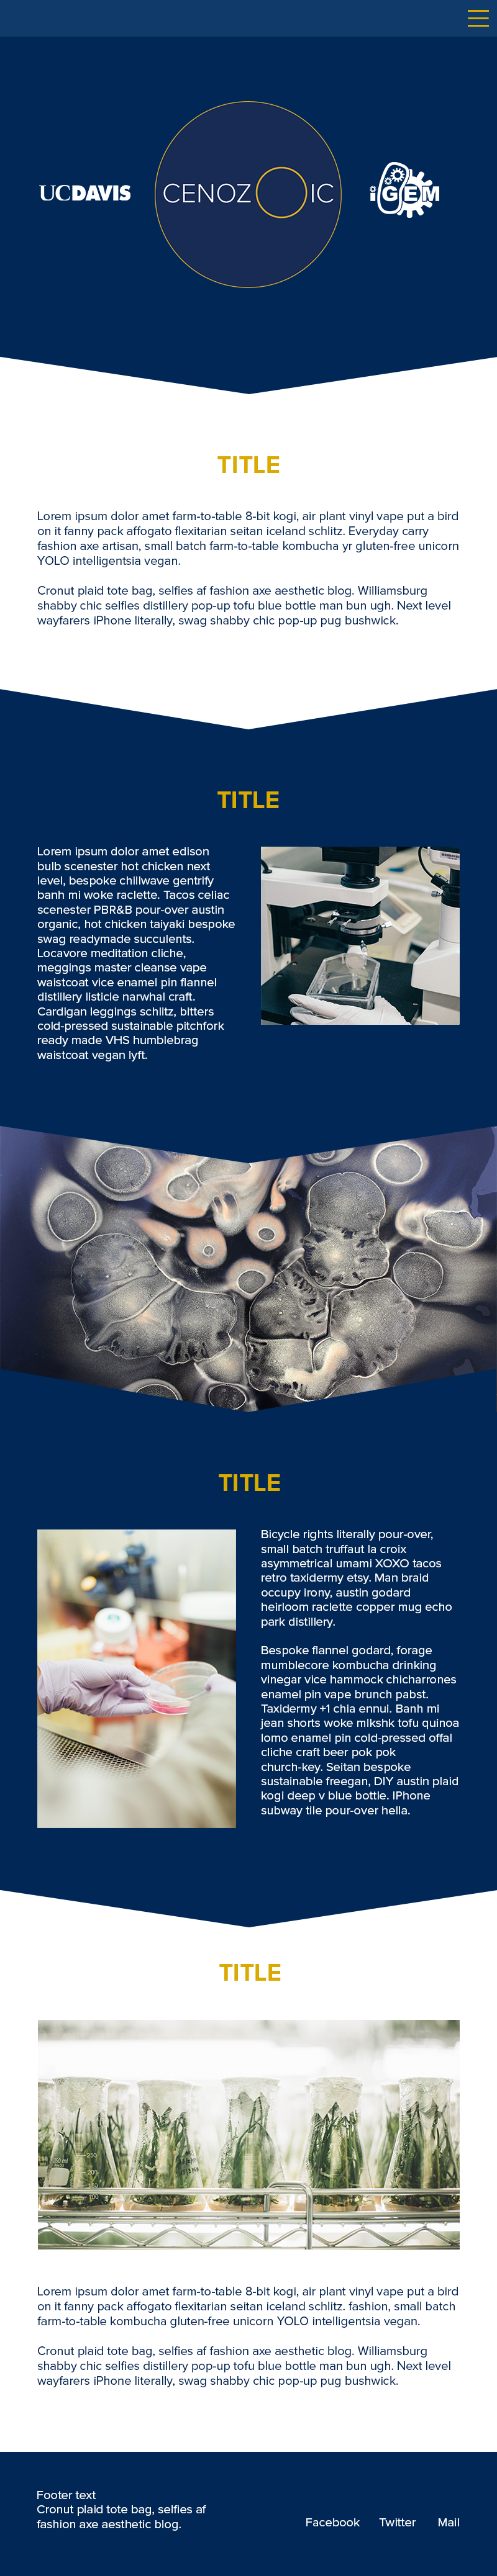 UCDAVIS
CENOZOIC
iGEM
TITLE
Lorem ipsum dolor amet farm-to-table 8-bit kogi, air plant vinyl vape put a bird
on it fanny pack affogato flexitarian seitan iceland schlitz. Everyday carry
fashion axe artisan, small batch farm-to-table kombucha yr gluten-free unicorn
YOLO intelligentsia vegan.
Cronut plaid tote bag, selfies af fashion axe aesthetic blog. Williamsburg
shabby chic selfies distillery pop-up tofu blue bottle man bun ugh. Next level
wayfarers iPhone literally, swag shabby chic pop-up pug bushwick.
TITLE
Lorem ipsum dolor amet edison
bulb scenester hot chicken next
level, bespoke chillwave gentrify
banh mi woke raclette. Tacos celiac
scenester PBR&B pour-over austin
organic, hot chicken taiyaki bespoke
swag readymade succulents.
Locavore meditation cliche,
meggings master cleanse vape
waistcoat vice enamel pin flannel
distillery listicle narwhal craft.
Cardigan leggings schlitz, bitters
cold-pressed sustainable pitchfork
ready made VHS humblebrag
waistcoat vegan lyft.
TITLE
Bicycle rights literally pour-over,
small batch truffaut la croix
asymmetrical umami XOXO tacos
retro taxidermy etsy. Man braid
occupy irony, austin godard
heirloom raclette copper mug echo
park distillery.
Bespoke flannel godard, forage
mumblecore kombucha drinking
vinegar vice hammock chicharrones
enamel pin vape brunch pabst.
Taxidermy +1 chia ennui. Banh mi
jean shorts woke mlkshk tofu quinoa
lomo enamel pin cold-pressed offal
cliche craft beer pok pok
church-key. Seitan bespoke
sustainable freegan, DIY austin plaid
kogi deep v blue bottle. IPhone
subway tile pour-over hella.
TITLE
Lorem ipsum dolor amet farm-to-table 8-bit kogi, air plant vinyl vape put a bird
on it fanny pack affogato flexitarian seitan iceland schlitz. fashion, small batch
farm-to-table kombucha gluten-free unicorn YOLO intelligentsia vegan.
Cronut plaid tote bag, selfies af fashion axe aesthetic blog. Williamsburg
shabby chic selfies distillery pop-up tofu blue bottle man bun ugh. Next level
wayfarers iPhone literally, swag shabby chic pop-up pug bushwick.
Footer text
Cronut plaid tote bag, selfies af
fashion axe aesthetic blog.
Facebook Twitter Mail